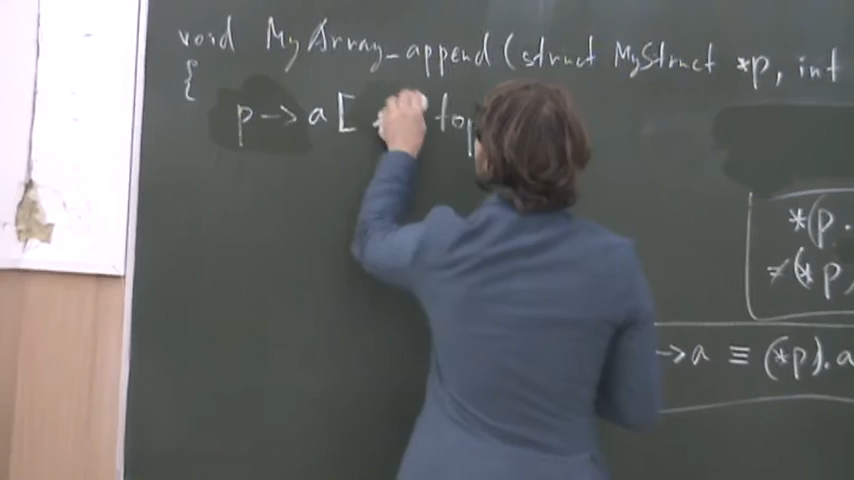 void MyArray_append(struct MyStruct *p, int
{
p->a[ top
*(p.
≠(*p)
->a ≡ (*p).a